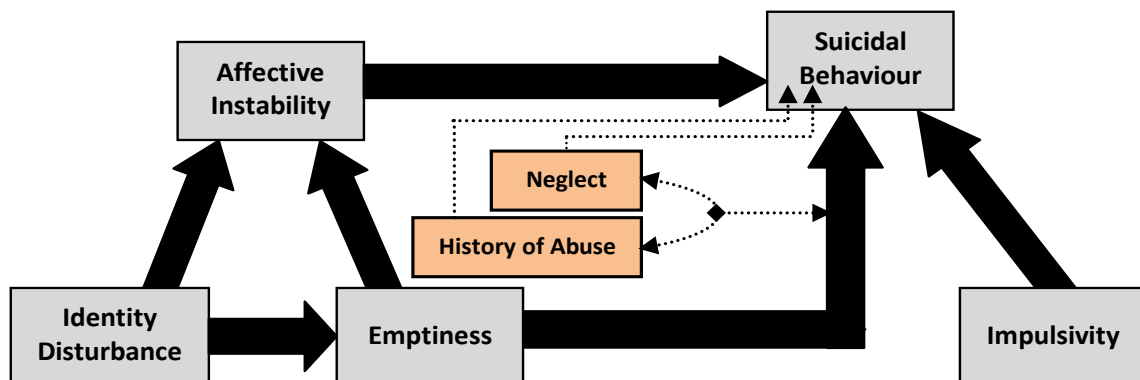 Suicidal
Behaviour
Affective
Instability
Neglect
History of Abuse
Identity
Disturbance
Emptiness
Impulsivity